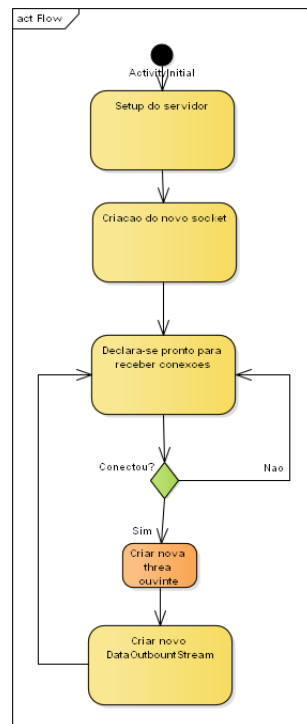 act Flow
ActivityInitial
Setup do servidor
Criacao do novo socket
Declara-se pronto para
receber conexoes
Conectou?
Nao
Sim
Criar nova
threa
ouvinte
Criar novo
DataOutbountStream